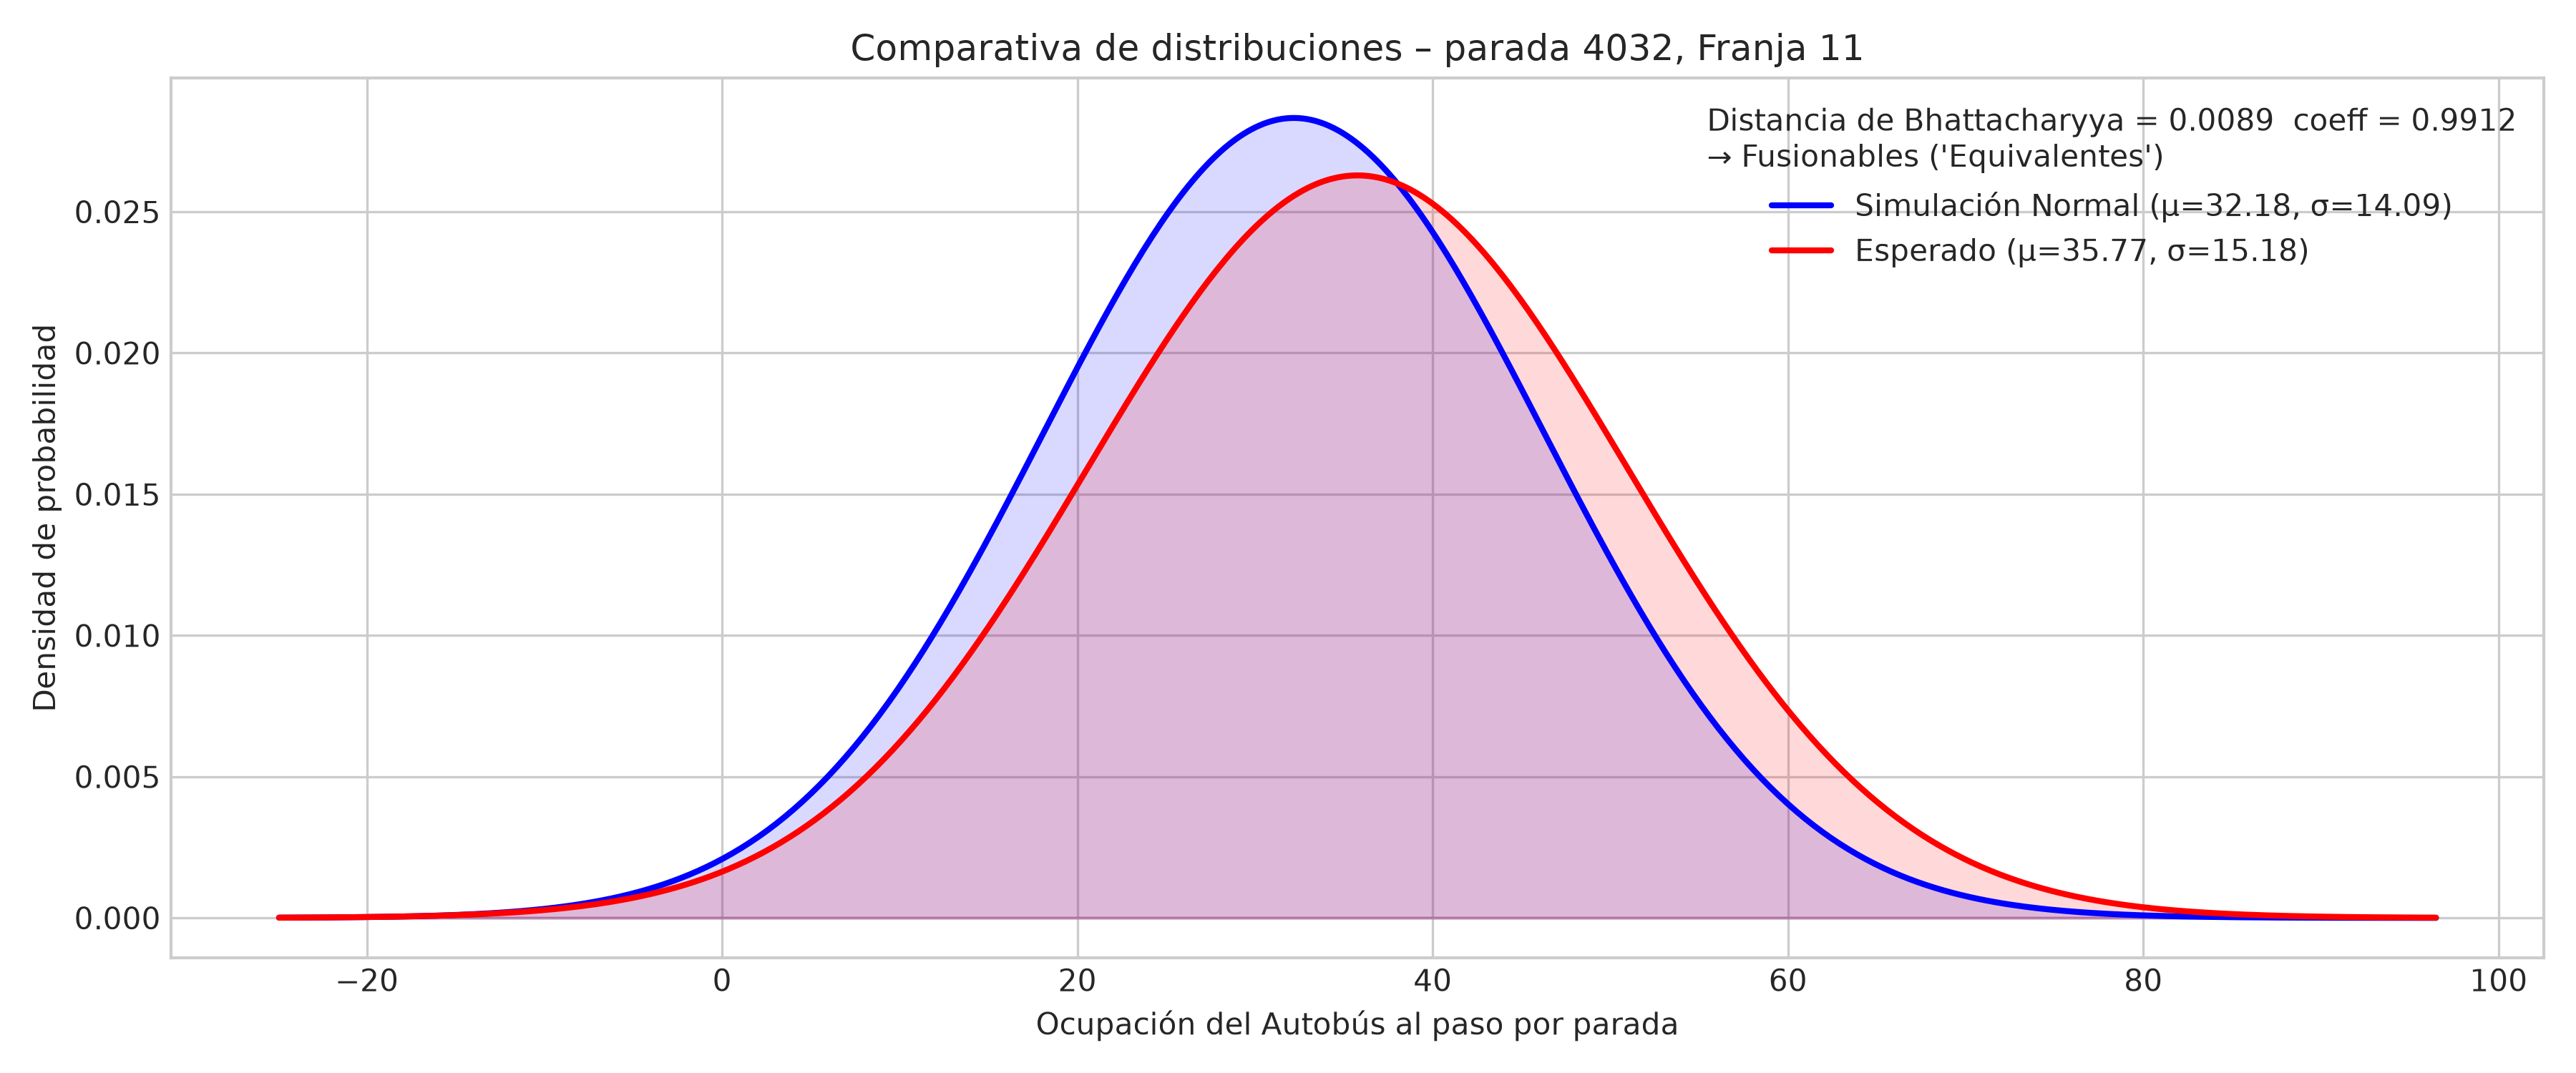 Comparativa de distribuciones – parada 4032, Franja 11
Distancia de Bhattacharyya = 0.0089  coeff = 0.9912
→ Fusionables ('Equivalentes')
Simulación Normal (μ=32.18, σ=14.09)
Esperado (μ=35.77, σ=15.18)
Densidad de probabilidad
0.025
0.020
0.015
0.010
0.005
0.000
−20 0 20 40 60 80 100
Ocupación del Autobús al paso por parada